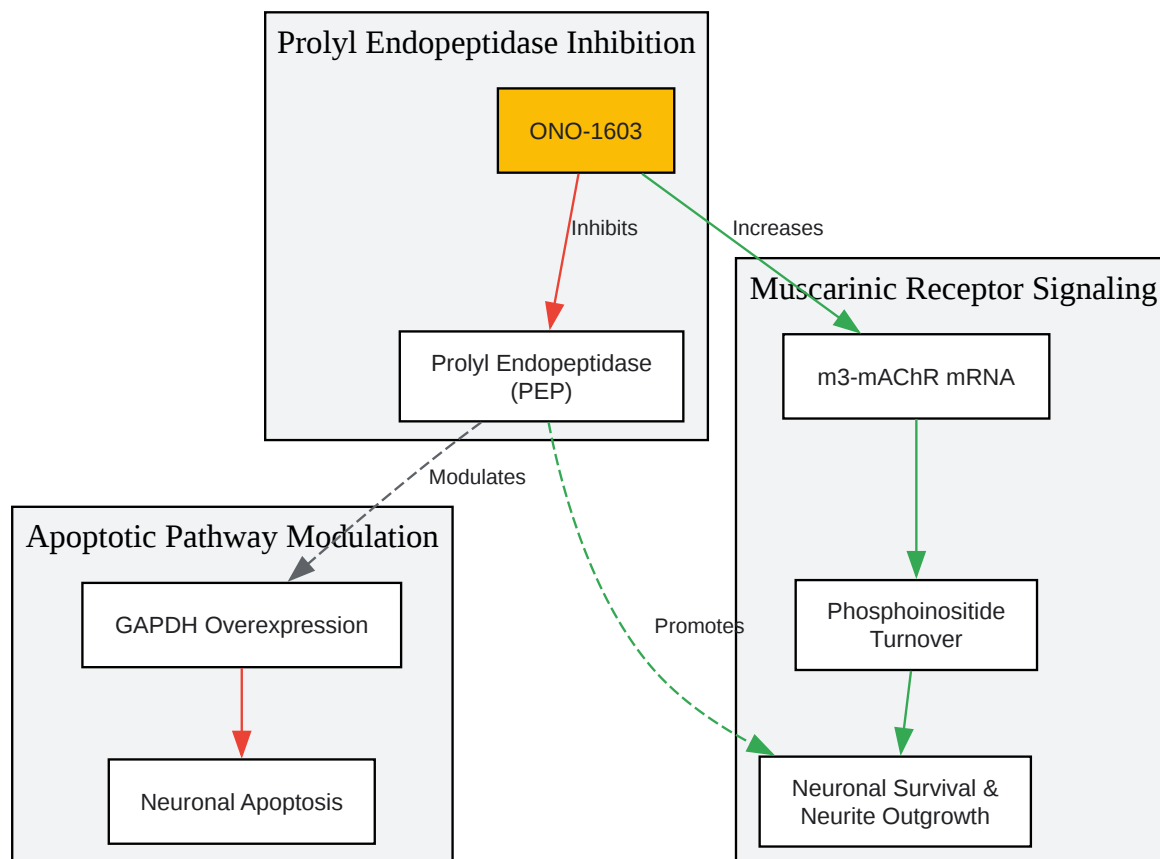 Prolyl Endopeptidase Inhibition
ONO-1603
Inhibits
Increases
Muscarinic Receptor Signaling
Prolyl Endopeptidase
(PEP)
m3-mAChR mRNA
Modulates
Apoptotic Pathway Modulation
GAPDH Overexpression
Phosphoinositide
Turnover
Promotes
Neuronal Apoptosis
Neuronal Survival &
Neurite Outgrowth